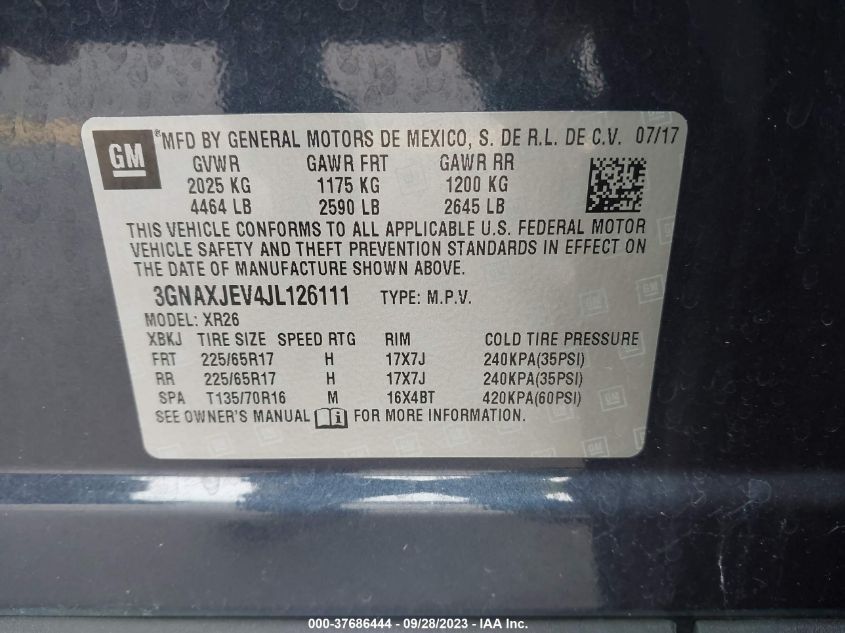 GM ® MFD BY GENERAL MOTORS DE MEXICO, S. DE R.L. DE C.V. 07/17
GVWR GAWR FRT GAWR RR
2025 KG 1175 KG 1200 KG
4464 LB 2590 LB 2645 LB
THIS VEHICLE CONFORMS TO ALL APPLICABLE U.S. FEDERAL MOTOR
VEHICLE SAFETY AND THEFT PREVENTION STANDARDS IN EFFECT ON
THE DATE OF MANUFACTURE SHOWN ABOVE.
3GNAXJEV4JL126111 TYPE: M.P.V.
MODEL: XR26
XBKJ TIRE SIZE SPEED RTG RIM COLD TIRE PRESSURE
FRT 225/65R17 H 17X7J 240KPA(35PSI)
RR 225/65R17 H 17X7J 240KPA(35PSI)
SPA T135/70R16 M 16X4BT 420KPA(60PSI)
SEE OWNER'S MANUAL i FOR MORE INFORMATION.
000-37686444 - 09/28/2023 - IAA Inc.